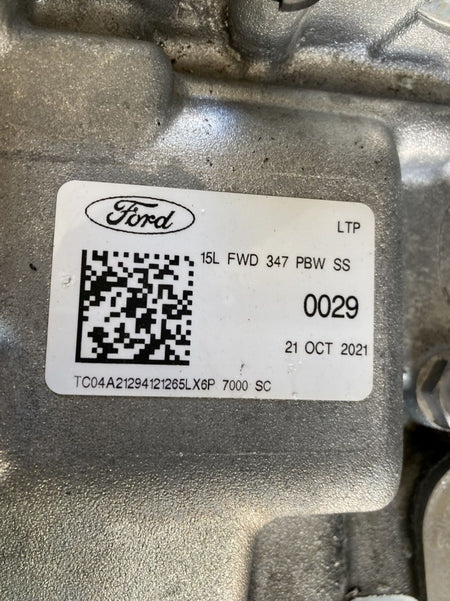 Ford
LTP
15L FWD 347 PBW SS
0029
21 OCT 2021
TC04A21294121265LX6P 7000 SC